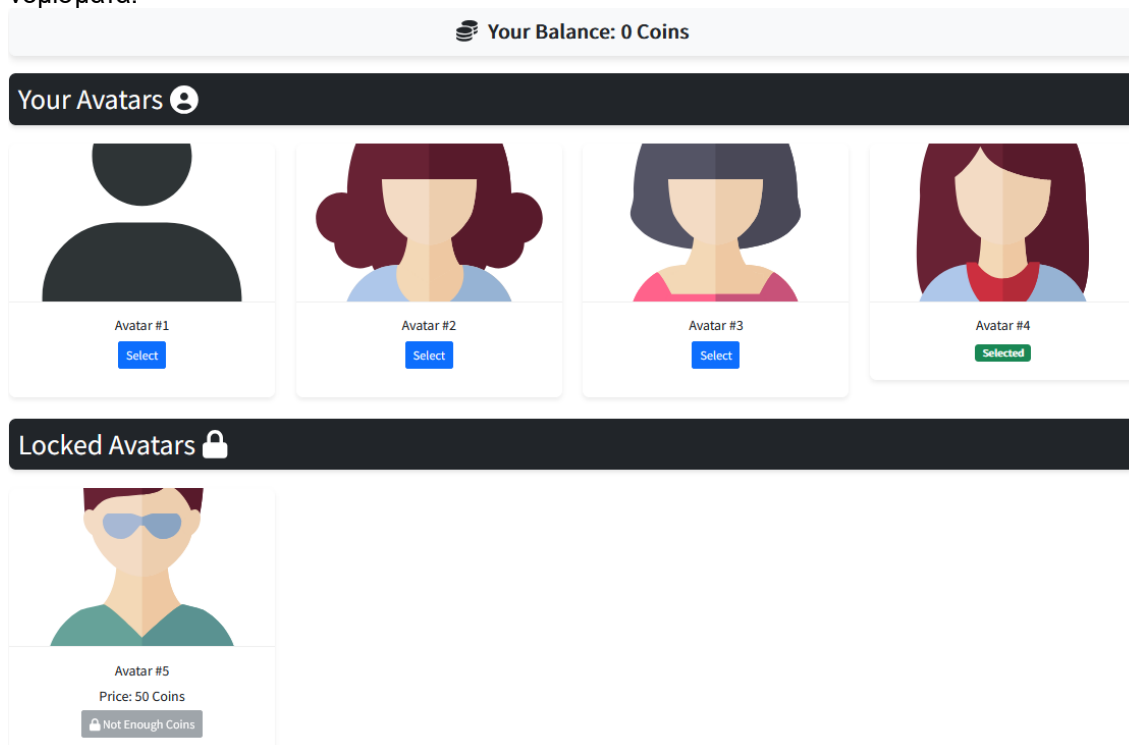 νομίσματα.
Your Balance: 0 Coins
Your Avatars
Avatar #1
Select
Avatar #2
Select
Avatar #3
Select
Avatar #4
Selected
Locked Avatars
Avatar #5
Price: 50 Coins
Not Enough Coins